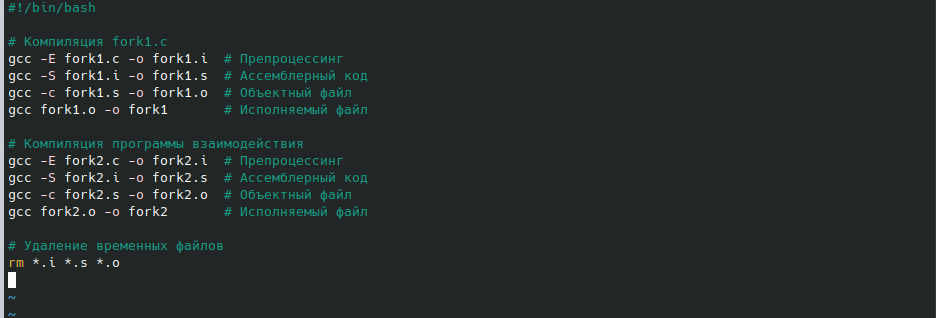 #!/bin/bash
# Компиляция fork1.c
gcc -E fork1.c -o fork1.i  # Препроцессинг
gcc -S fork1.i -o fork1.s  # Ассемблерный код
gcc -c fork1.s -o fork1.o  # Объектный файл
gcc fork1.o -o fork1       # Исполняемый файл
# Компиляция программы взаимодействия
gcc -E fork2.c -o fork2.i  # Препроцессинг
gcc -S fork2.i -o fork2.s  # Ассемблерный код
gcc -c fork2.s -o fork2.o  # Объектный файл
gcc fork2.o -o fork2       # Исполняемый файл
# Удаление временных файлов
rm *.i *.s *.o
~
~